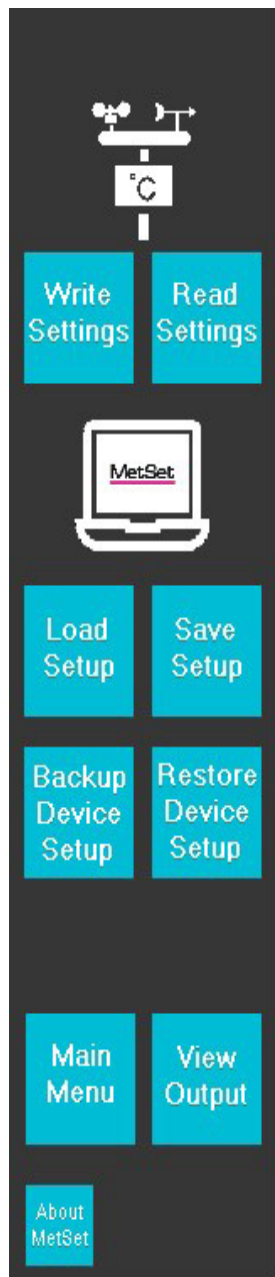 °C
Write
Settings
Read
Settings
MetSet
Load
Setup
Save
Setup
Backup
Device
Setup
Restore
Device
Setup
Main
Menu
View
Output
About
MetSet